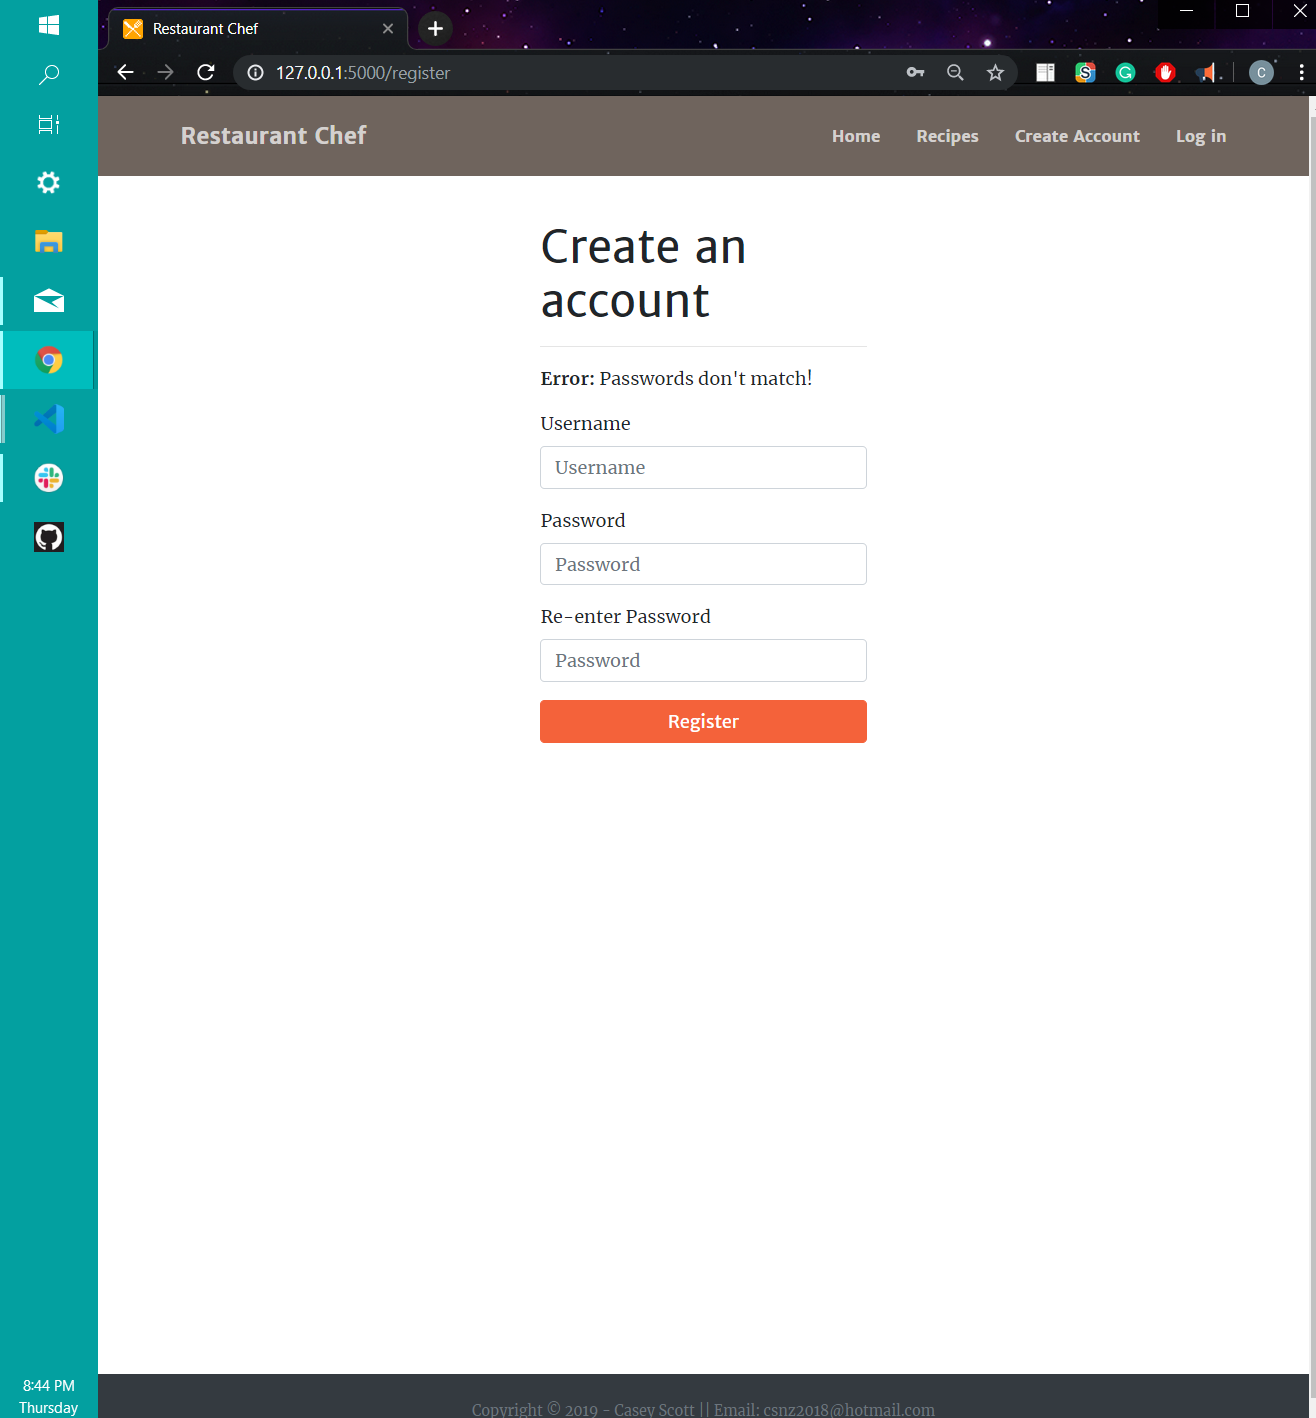 Restaurant Chef
127.0.0.1:5000/register
S
G
C
Restaurant Chef
Home
Recipes
Create Account
Log in
Create an
account
Error: Passwords don't match!
Username
Username
Password
Password
Re-enter Password
Password
Register
Copyright © 2019 - Casey Scott || Email: csnz2018@hotmail.com
8:44 PM
Thursday